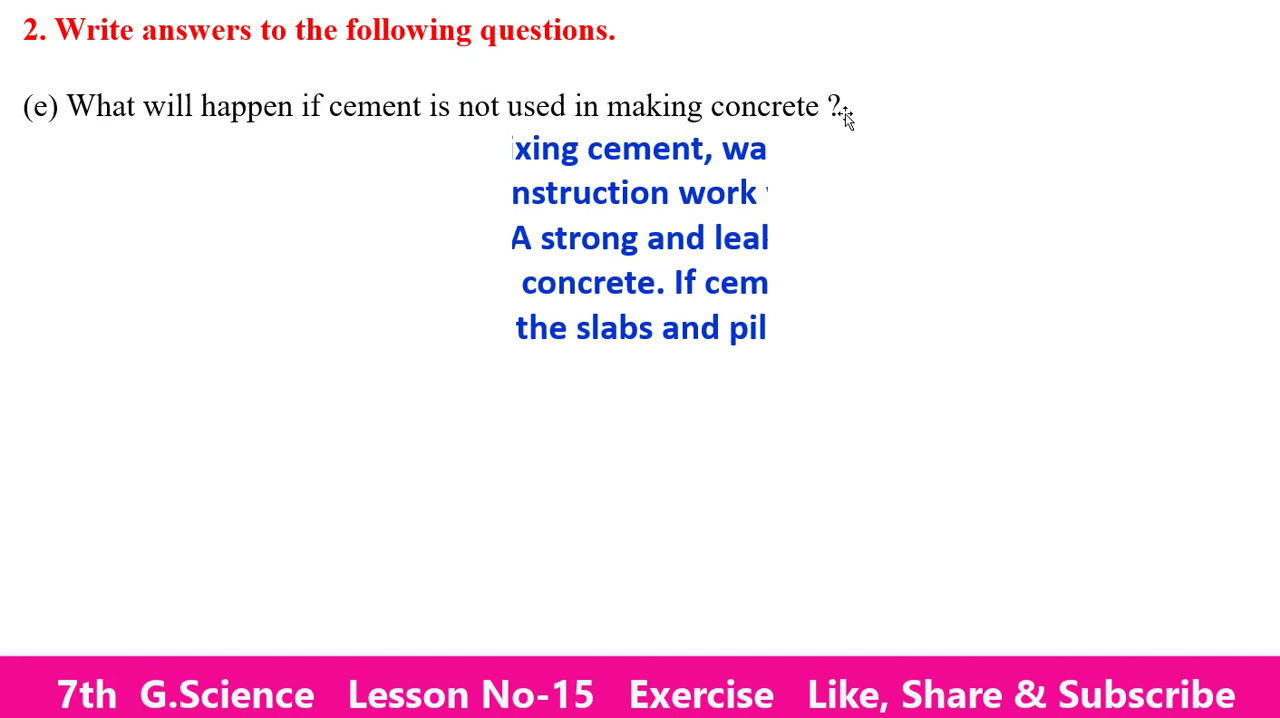 2. Write answers to the following questions.
(e) What will happen if cement is not used in making concrete ?
ixing cement, wa
nstruction work
A strong and leal
concrete. If cem
the slabs and pil
7th G.Science Lesson No-15 Exercise Like, Share & Subscribe